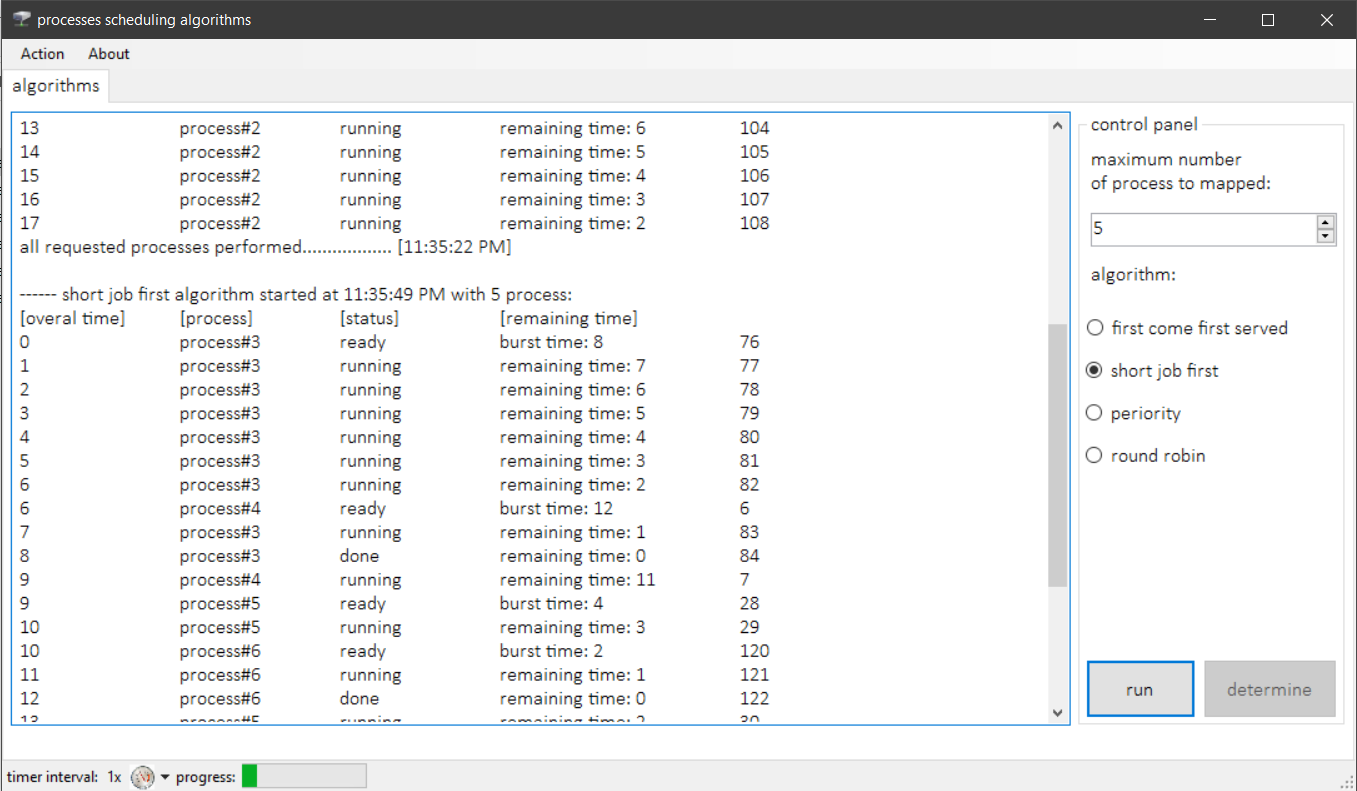 processes scheduling algorithms
Action About
algorithms
13 process#2 running remaining time: 6 104
14 process#2 running remaining time: 5 105
15 process#2 running remaining time: 4 106
16 process#2 running remaining time: 3 107
17 process#2 running remaining time: 2 108
all requested processes performed.................. [11:35:22 PM]
------ short job first algorithm started at 11:35:49 PM with 5 process:
[overal time] [process] [status] [remaining time]
0 process#3 ready burst time: 8 76
1 process#3 running remaining time: 7 77
2 process#3 running remaining time: 6 78
3 process#3 running remaining time: 5 79
4 process#3 running remaining time: 4 80
5 process#3 running remaining time: 3 81
6 process#3 running remaining time: 2 82
6 process#4 ready burst time: 12 6
7 process#3 running remaining time: 1 83
8 process#3 done remaining time: 0 84
9 process#4 running remaining time: 11 7
9 process#5 ready burst time: 4 28
10 process#5 running remaining time: 3 29
10 process#6 ready burst time: 2 120
11 process#6 running remaining time: 1 121
12 process#6 done remaining time: 0 122
13 process#5 running remaining time: 2 30
control panel
maximum number
of process to mapped:
5
algorithm:
first come first served
short job first
periority
round robin
run determine
timer interval: 1x progress: